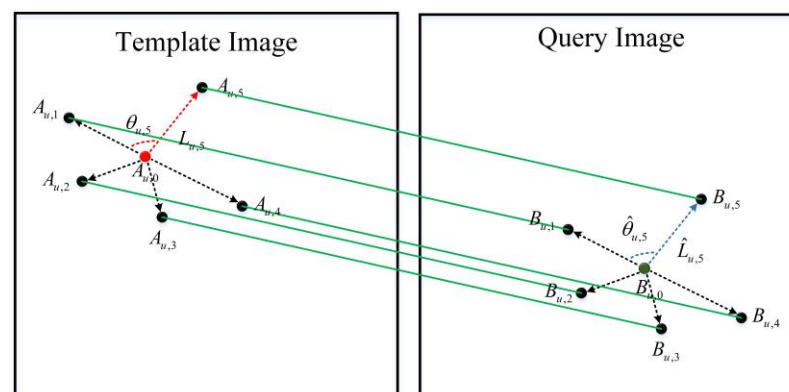 Template Image
A_{u,5}
A_{u,1}
θ_{u,5}
L_{u,5}
A_{u,0}
A_{u,2}
A_{u,4}
A_{u,3}
Query Image
B_{u,5}
B_{u,1}
θ̂_{u,5}
L̂_{u,5}
B_{u,0}
B_{u,2}
B_{u,4}
B_{u,3}